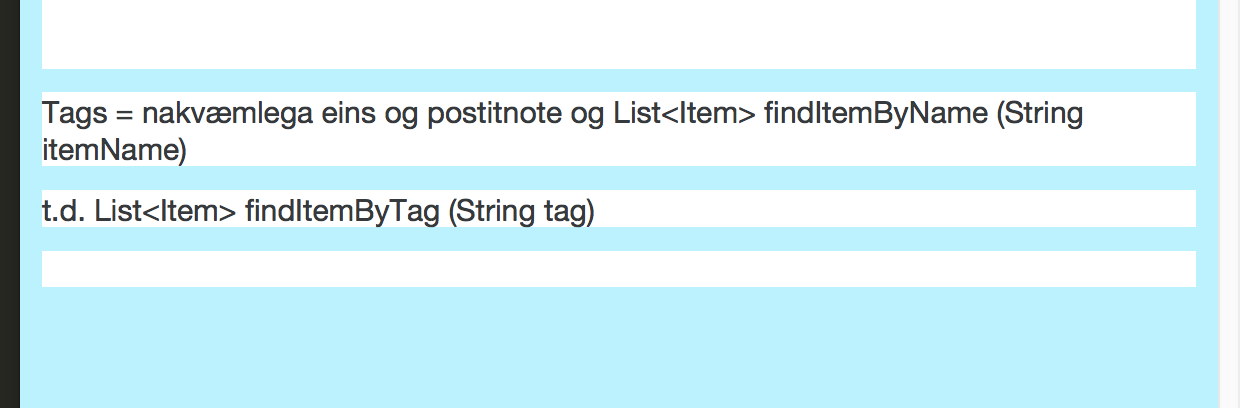 Tags = nakvæmlega eins og postitnote og List<Item> findItemByName (String
itemName)
t.d. List<Item> findItemByTag (String tag)